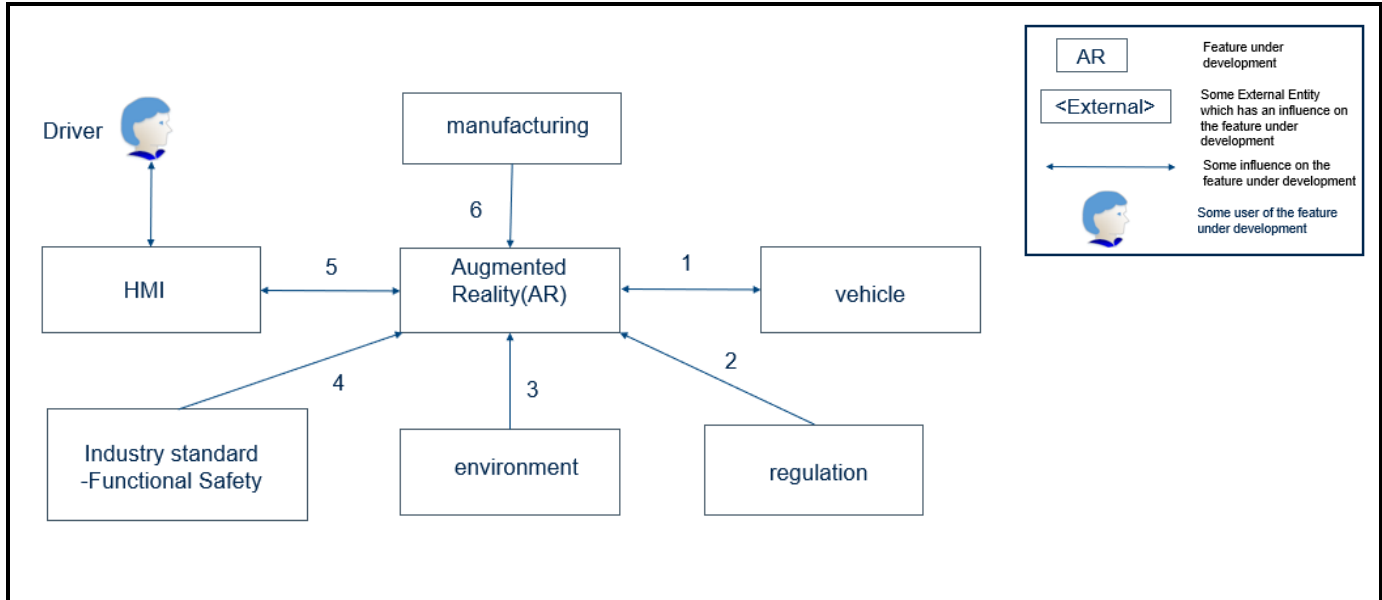 Driver
manufacturing
6
HMI
5
Augmented
Reality(AR)
1
vehicle
4
3
2
Industry standard
-Functional Safety
environment
regulation
AR
Feature under
development
<External>
Some External Entity
which has an influence on
the feature under
development
Some influence on the
feature under development
Some user of the feature
under development